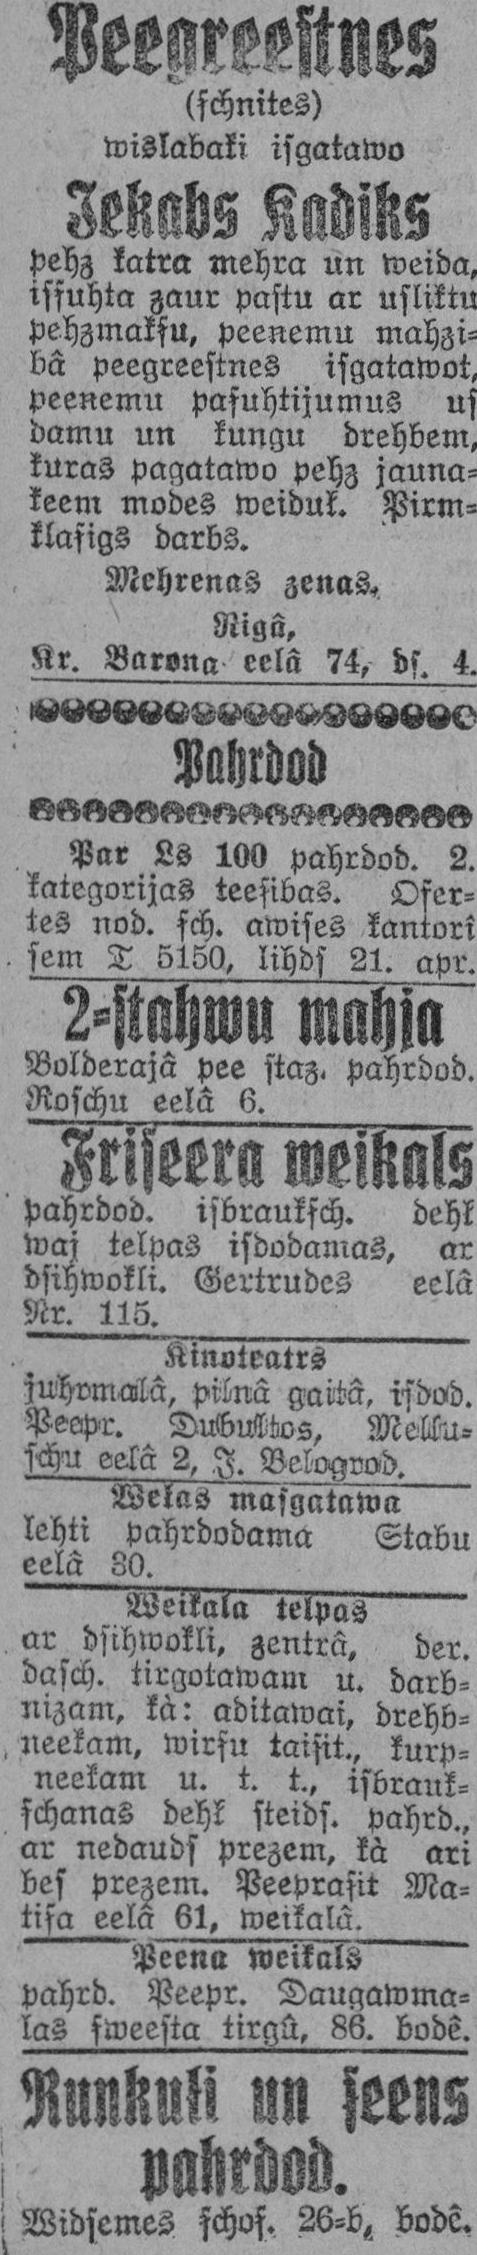 Peegreestnes
(schnites)
wislabaki isgatawo
Jekabs Kadiks
pehz katra mehra un weida,
issuhta zaur pastu ar usliktu
pehzmaksu, peenemu mahzi-
bâ peegreestnes isgatawot,
peenemu pasuhtijumus us
damu un kungu drehbem,
kuras pagatawo pehz jauna-
keem modes weiduk. Pirm-
klasigs darbs.
Mehrenas zenas.
Rigâ,
Kr. Barona eelâ 74, ds. 4.
Pahrdod
Par Ls 100 pahrdod. 2.
kategorijas teesibas. Ofer-
tes nod. sch. awises kantorî
sem T 5150, lihds 21. apr.
2-stahwu mahja
Bolderajâ pee staz. pahrdod.
Roschu eelâ 6.
Friseera weikals
pahrdod. isbrauksch. dehk
waj telpas isdodamas, ar
dsihwokli. Gertrudes eelâ
Nr. 115.
Kinoteatrs
juhrmalâ, pilnâ gaitâ, isdod.
Peepr. Dubultos, Mellu-
schu eelâ 2, J. Belogrod.
Welas masgatawa
lehti pahrdodama Stabu
eelâ 30.
Weikala telpas
ar dsihwokli, zentrâ, der.
dasch. tirgotawam u. darb-
nizam, kà: aditawai, drehb-
neekam, wirsu taisit., kurp-
neekam u. t. t., isbrauk-
schanas dehk steids. pahrd.,
ar nedauds prezem, kà ari
bes prezem. Peeprasit Ma-
tisa eelâ 61, weikalâ.
Peena weikals
pahrd. Peepr. Daugawma-
las sweesta tirgû, 86. bodê.
Runkuli un seens
pahrdod.
Widsemes schos. 26-b, bodê.